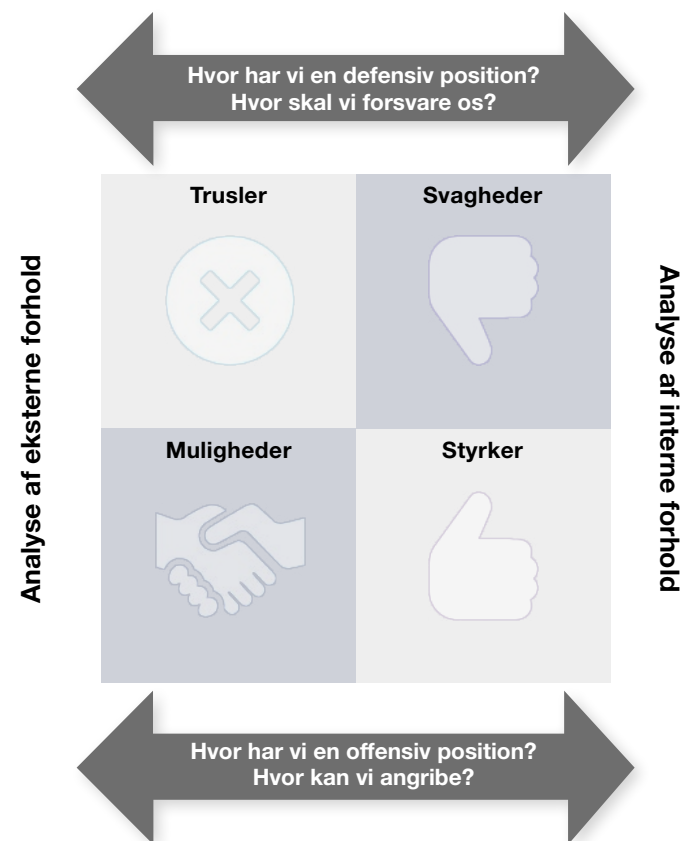 Hvor har vi en defensiv position?
Hvor skal vi forsvare os?
Trusler
Svagheder
Analyse af eksterne forhold
Analyse af interne forhold
Muligheder
Styrker
Hvor har vi en offensiv position?
Hvor kan vi angribe?